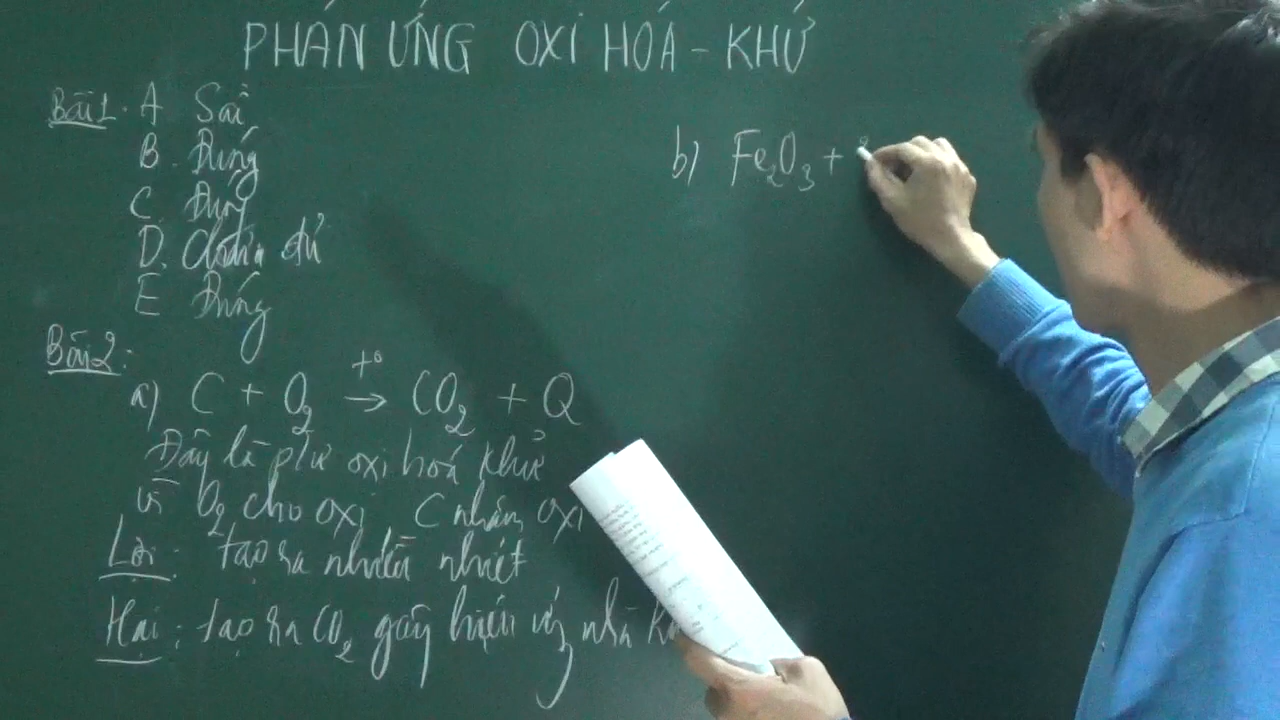 PHẢN ỨNG OXI HÓA - KHỬ
Bài 1. A Sai
B. Đúng
C. Đúng
D. Chưa đủ
E Đúng
Bài 2:
a) C + O₂ →(t°) CO₂ + Q
Đây là pứ oxi hoá khử
vì O₂ cho oxi C nhận oxi
Lợi: tạo ra nhiều nhiệt
Hại: tạo ra CO₂ gây hiệu ứng nhà
b) Fe₂O₃ +